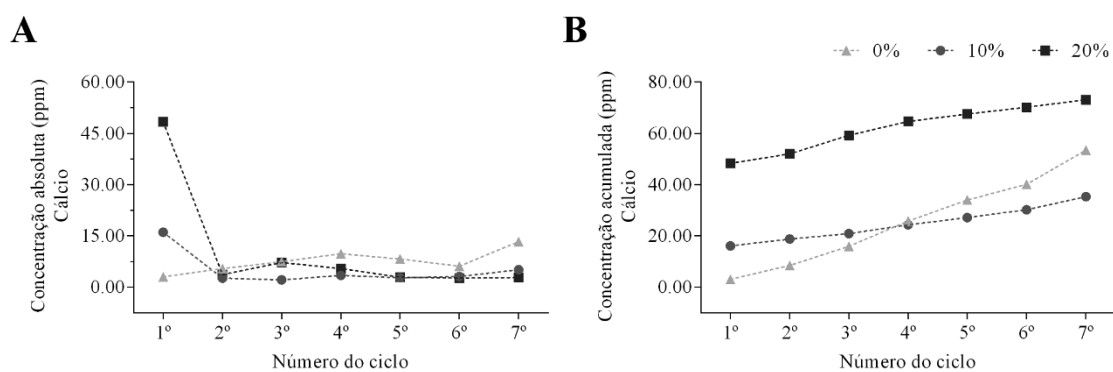 A
Concentração absoluta (ppm)
Cálcio
60.00
45.00
30.00
15.00
0.00
1º 2º 3º 4º 5º 6º 7º
Número do ciclo
B
0% 10% 20%
Concentração acumulada (ppm)
Cálcio
80.00
60.00
40.00
20.00
0.00
1º 2º 3º 4º 5º 6º 7º
Número do ciclo